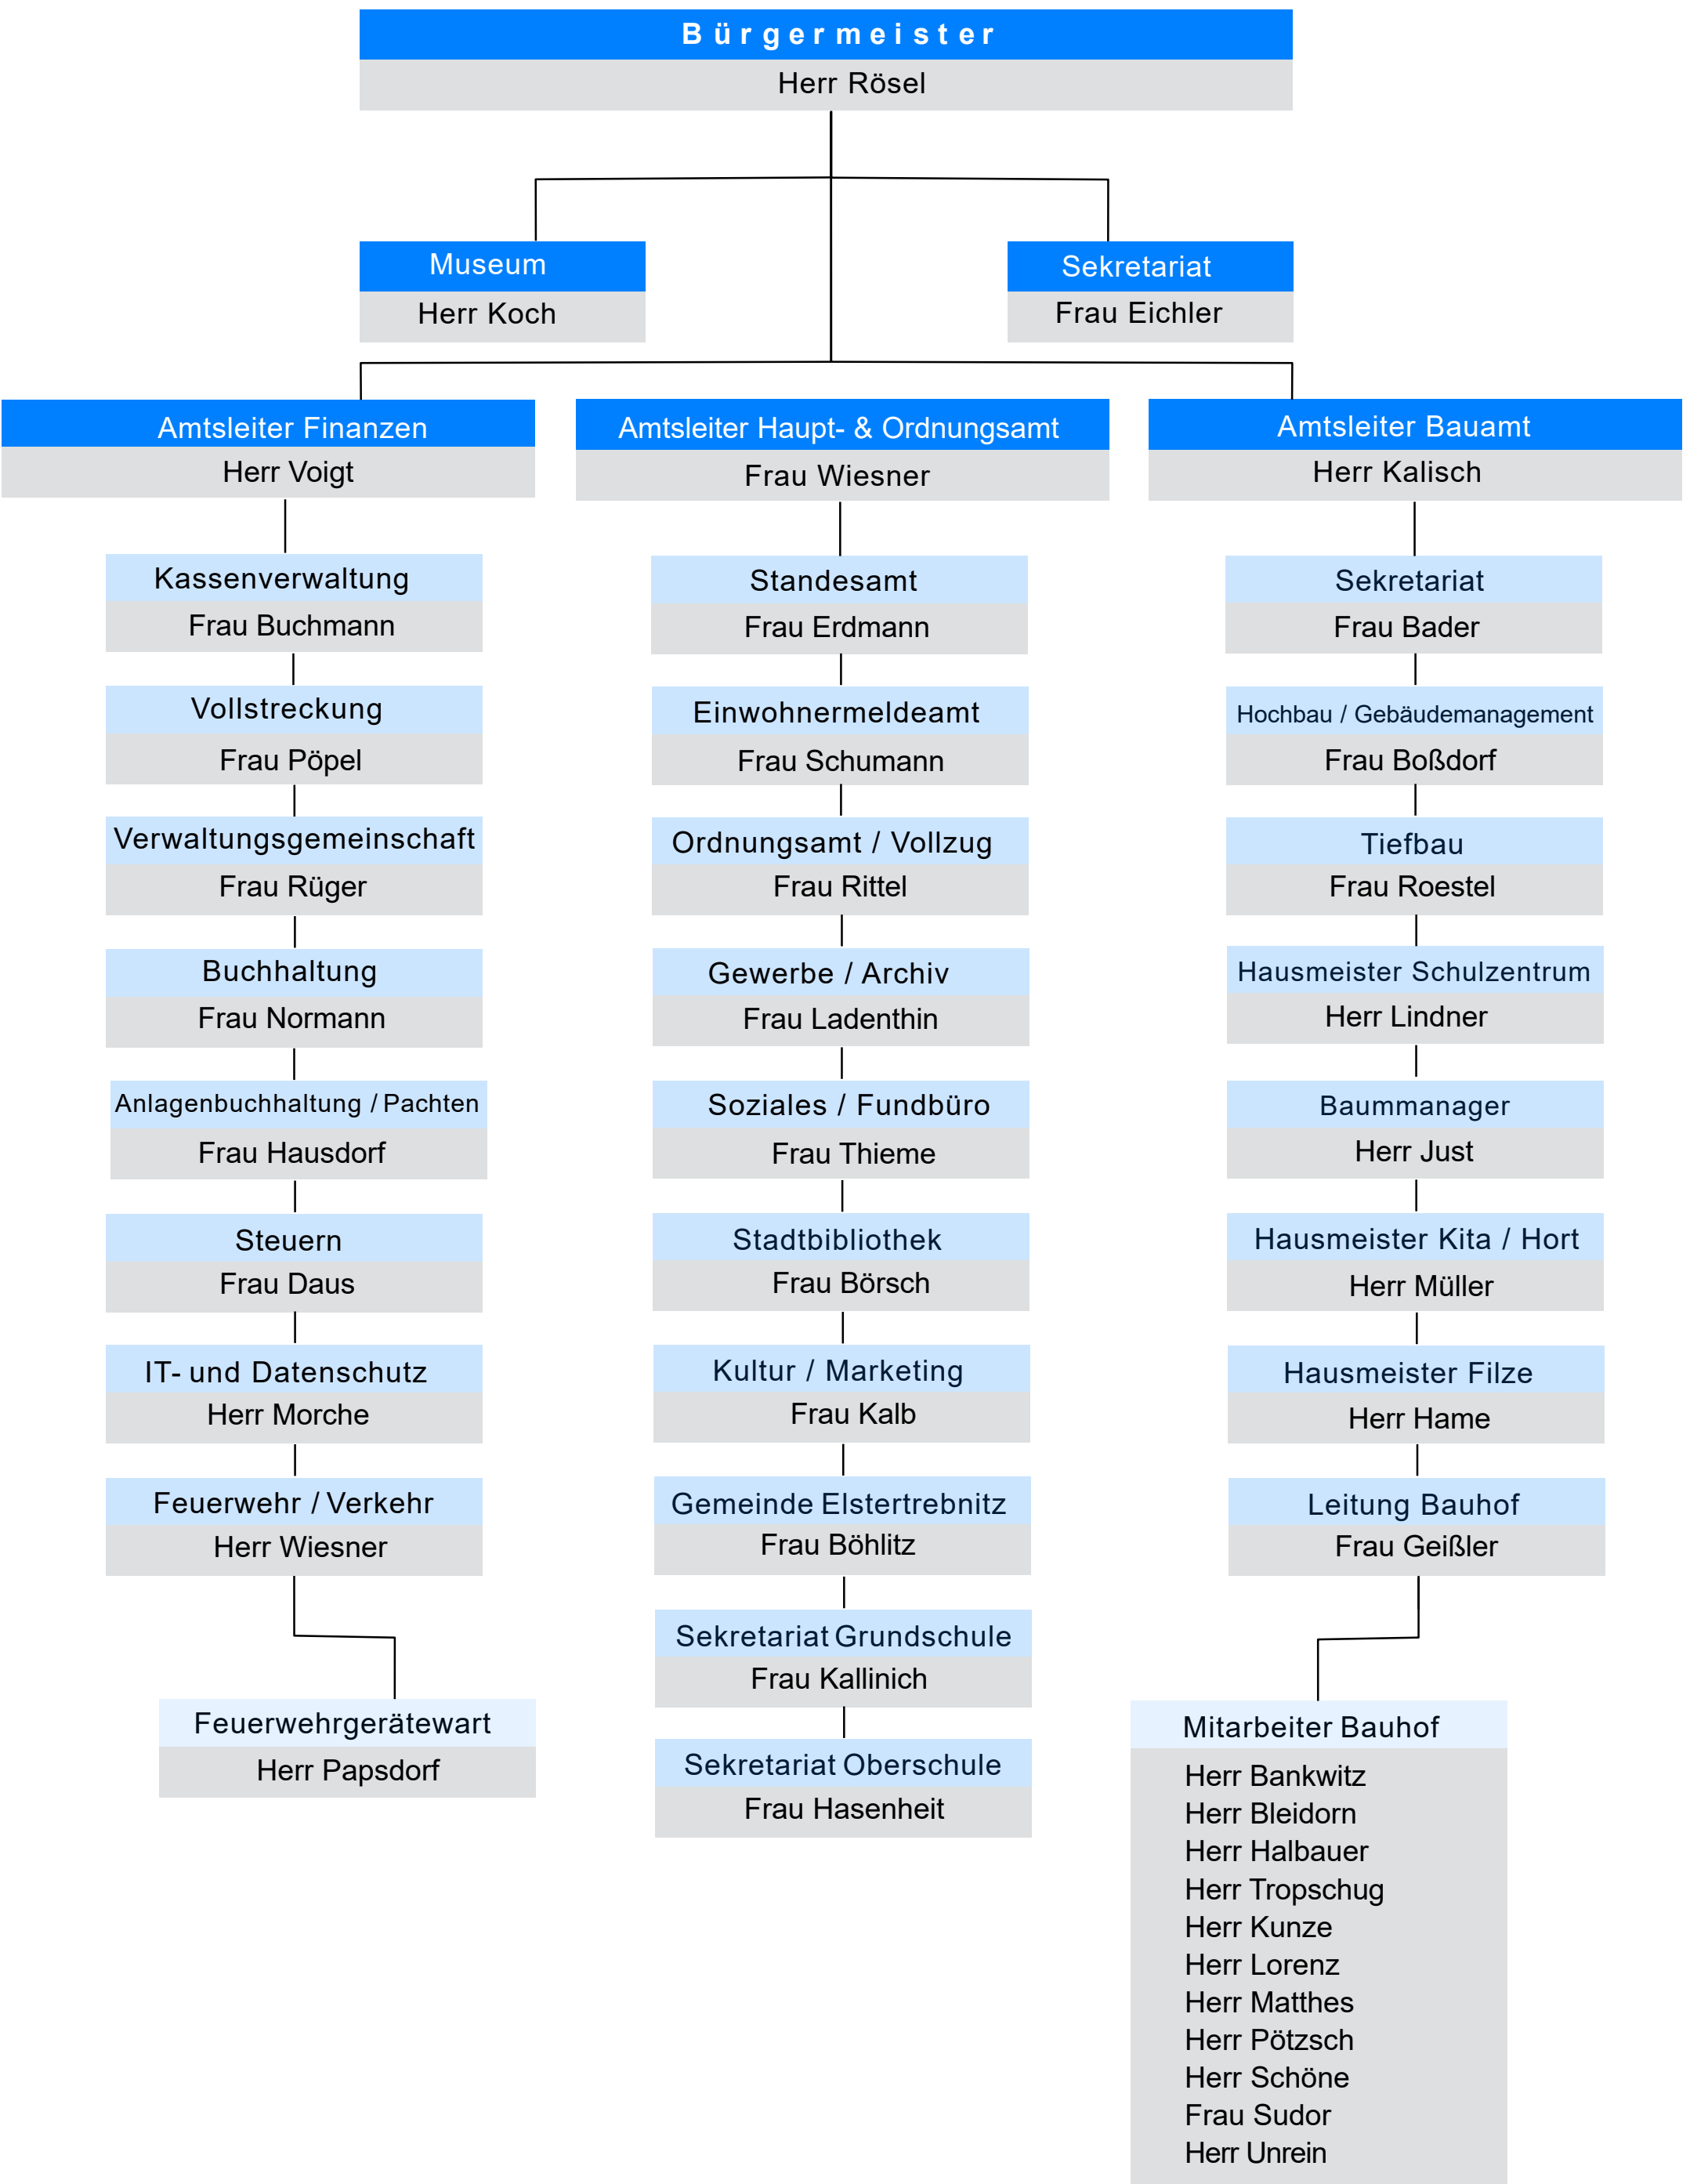 Bürgermeister
Herr Rösel
Museum
Herr Koch
Sekretariat
Frau Eichler
Amtsleiter Finanzen
Herr Voigt
Kassenverwaltung
Frau Buchmann
Vollstreckung
Frau Pöpel
Verwaltungsgemeinschaft
Frau Rüger
Buchhaltung
Frau Normann
Anlagenbuchhaltung / Pachten
Frau Hausdorf
Steuern
Frau Daus
IT- und Datenschutz
Herr Morche
Feuerwehr / Verkehr
Herr Wiesner
Feuerwehrgerätewart
Herr Papsdorf
Amtsleiter Haupt- & Ordnungsamt
Frau Wiesner
Standesamt
Frau Erdmann
Einwohnermeldeamt
Frau Schumann
Ordnungsamt / Vollzug
Frau Rittel
Gewerbe / Archiv
Frau Ladenthin
Soziales / Fundbüro
Frau Thieme
Stadtbibliothek
Frau Börsch
Kultur / Marketing
Frau Kalb
Gemeinde Elstertrebnitz
Frau Böhlitz
Sekretariat Grundschule
Frau Kallinich
Sekretariat Oberschule
Frau Hasenheit
Amtsleiter Bauamt
Herr Kalisch
Sekretariat
Frau Bader
Hochbau / Gebäudemanagement
Frau Boßdorf
Tiefbau
Frau Roestel
Hausmeister Schulzentrum
Herr Lindner
Baummanager
Herr Just
Hausmeister Kita / Hort
Herr Müller
Hausmeister Filze
Herr Hame
Leitung Bauhof
Frau Geißler
Mitarbeiter Bauhof
Herr Bankwitz
Herr Bleidorn
Herr Halbauer
Herr Tropschug
Herr Kunze
Herr Lorenz
Herr Matthes
Herr Pötzsch
Herr Schöne
Frau Sudor
Herr Unrein